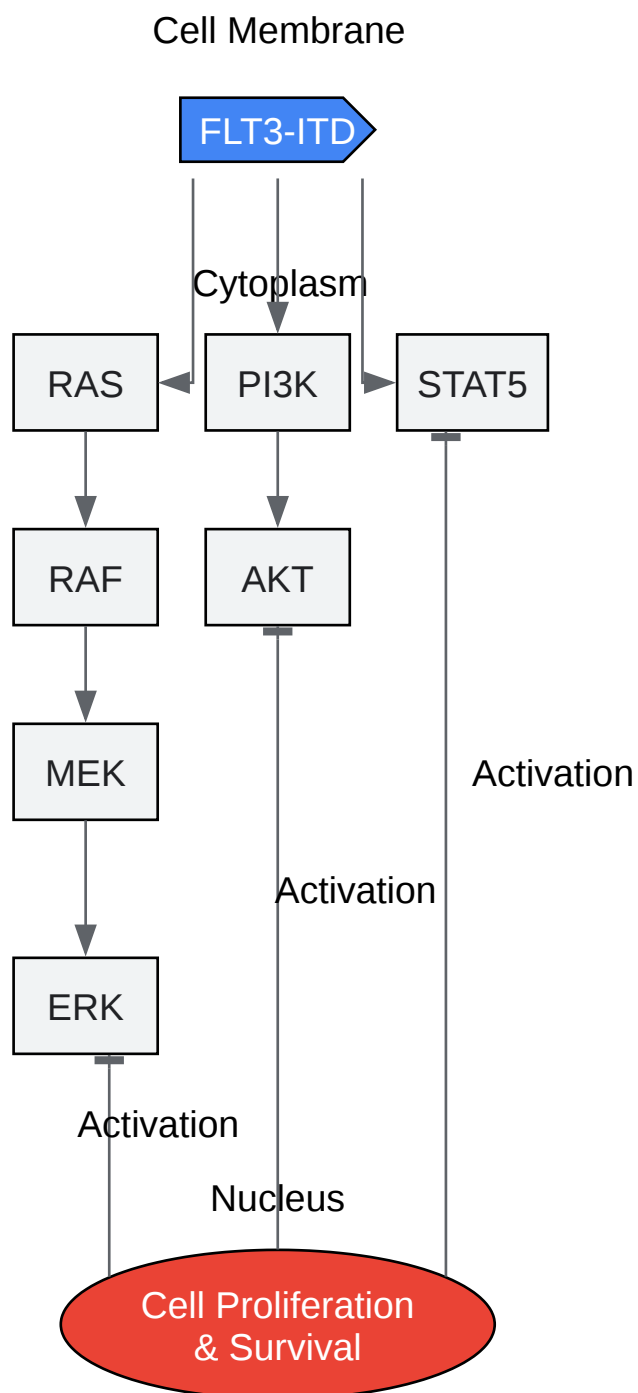 Cell Membrane
FLT3-ITD
Cytoplasm
RAS
PI3K
STAT5
RAF
AKT
MEK
Activation
Activation
ERK
Activation
Nucleus
Cell Proliferation
& Survival